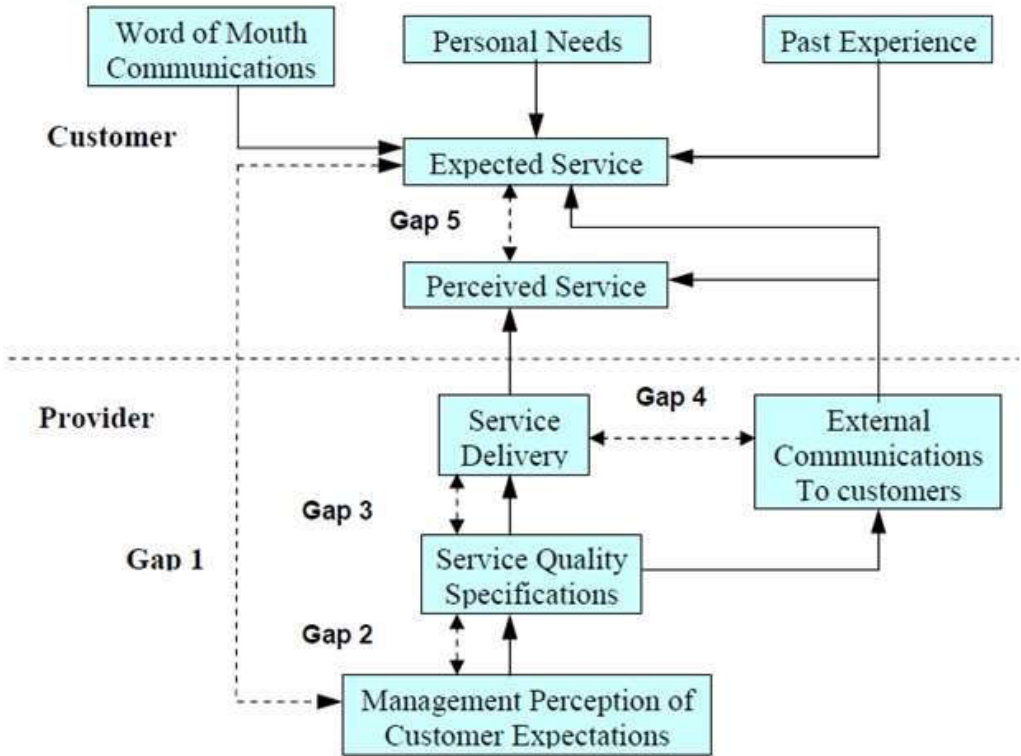 Word of Mouth
Communications
Personal Needs
Past Experience
Customer
Expected Service
Gap 5
Perceived Service
Provider
Gap 4
Service
Delivery
External
Communications
To customers
Gap 3
Gap 1
Service Quality
Specifications
Gap 2
Management Perception of
Customer Expectations